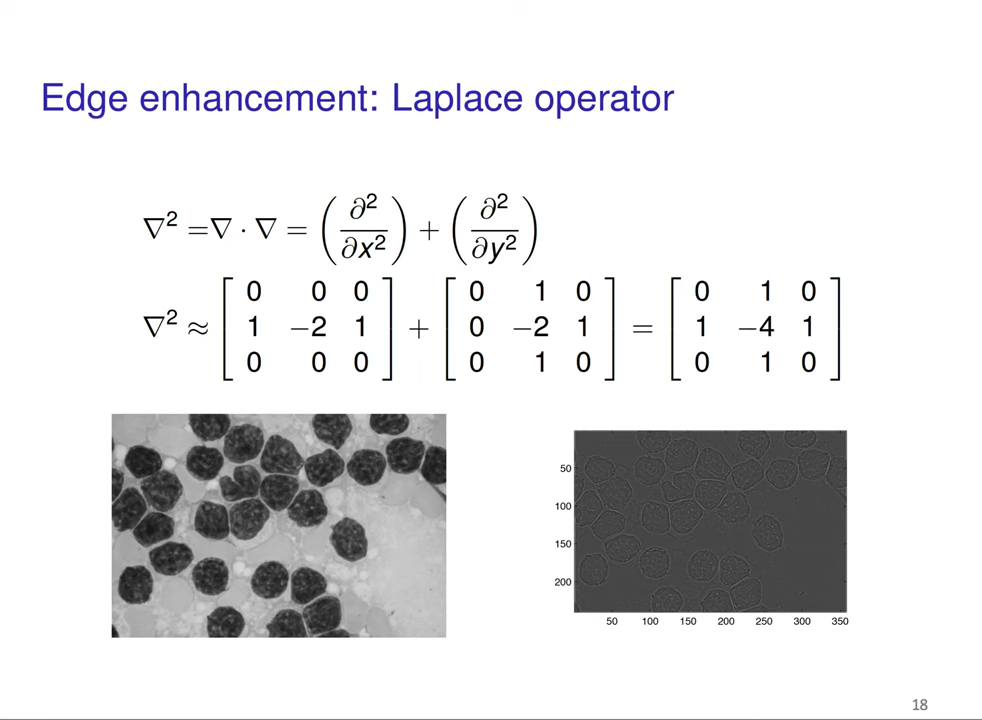 Edge enhancement: Laplace operator
∇² =∇ · ∇ = (∂²/∂x²) + (∂²/∂y²)
∇² ≈ [0 0 0; 1 −2 1; 0 0 0] + [0 1 0; 0 −2 1; 0 1 0] = [0 1 0; 1 −4 1; 0 1 0]
50
100
150
200
50 100 150 200 250 300 350
18